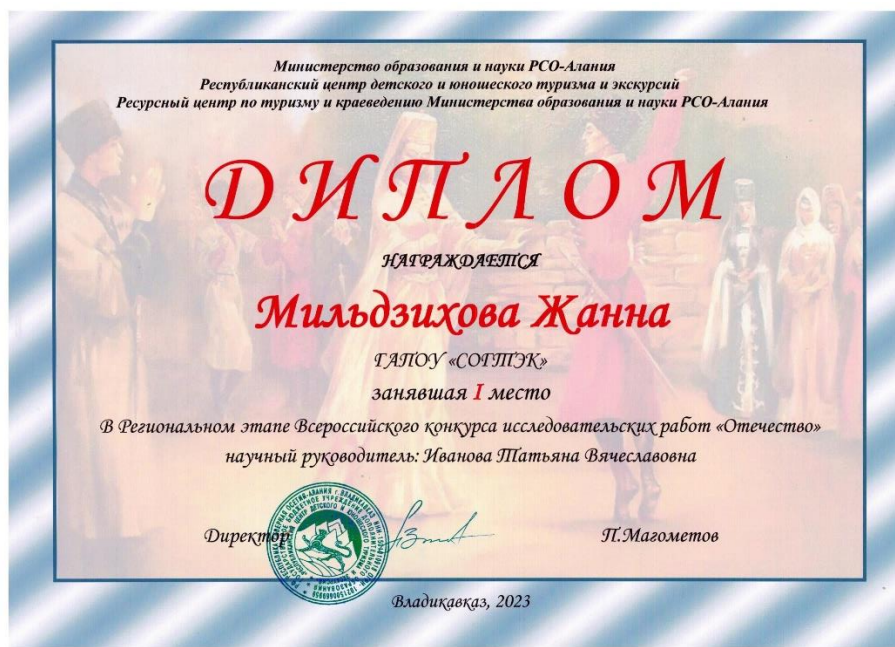 Министерство образования и науки РСО-Алания
Республиканский центр детского и юношеского туризма и экскурсий
Ресурсный центр по туризму и краеведению Министерства образования и науки РСО-Алания
ДИПЛОМ
НАГРАЖДАЕТСЯ
Мильдзихова Жанна
ГАПОУ «СОГТЭК»
занявшая I место
В Региональном этапе Всероссийского конкурса исследовательских работ «Отечество»
научный руководитель: Иванова Татьяна Вячеславовна
Директор П.Магометов
Владикавказ, 2023